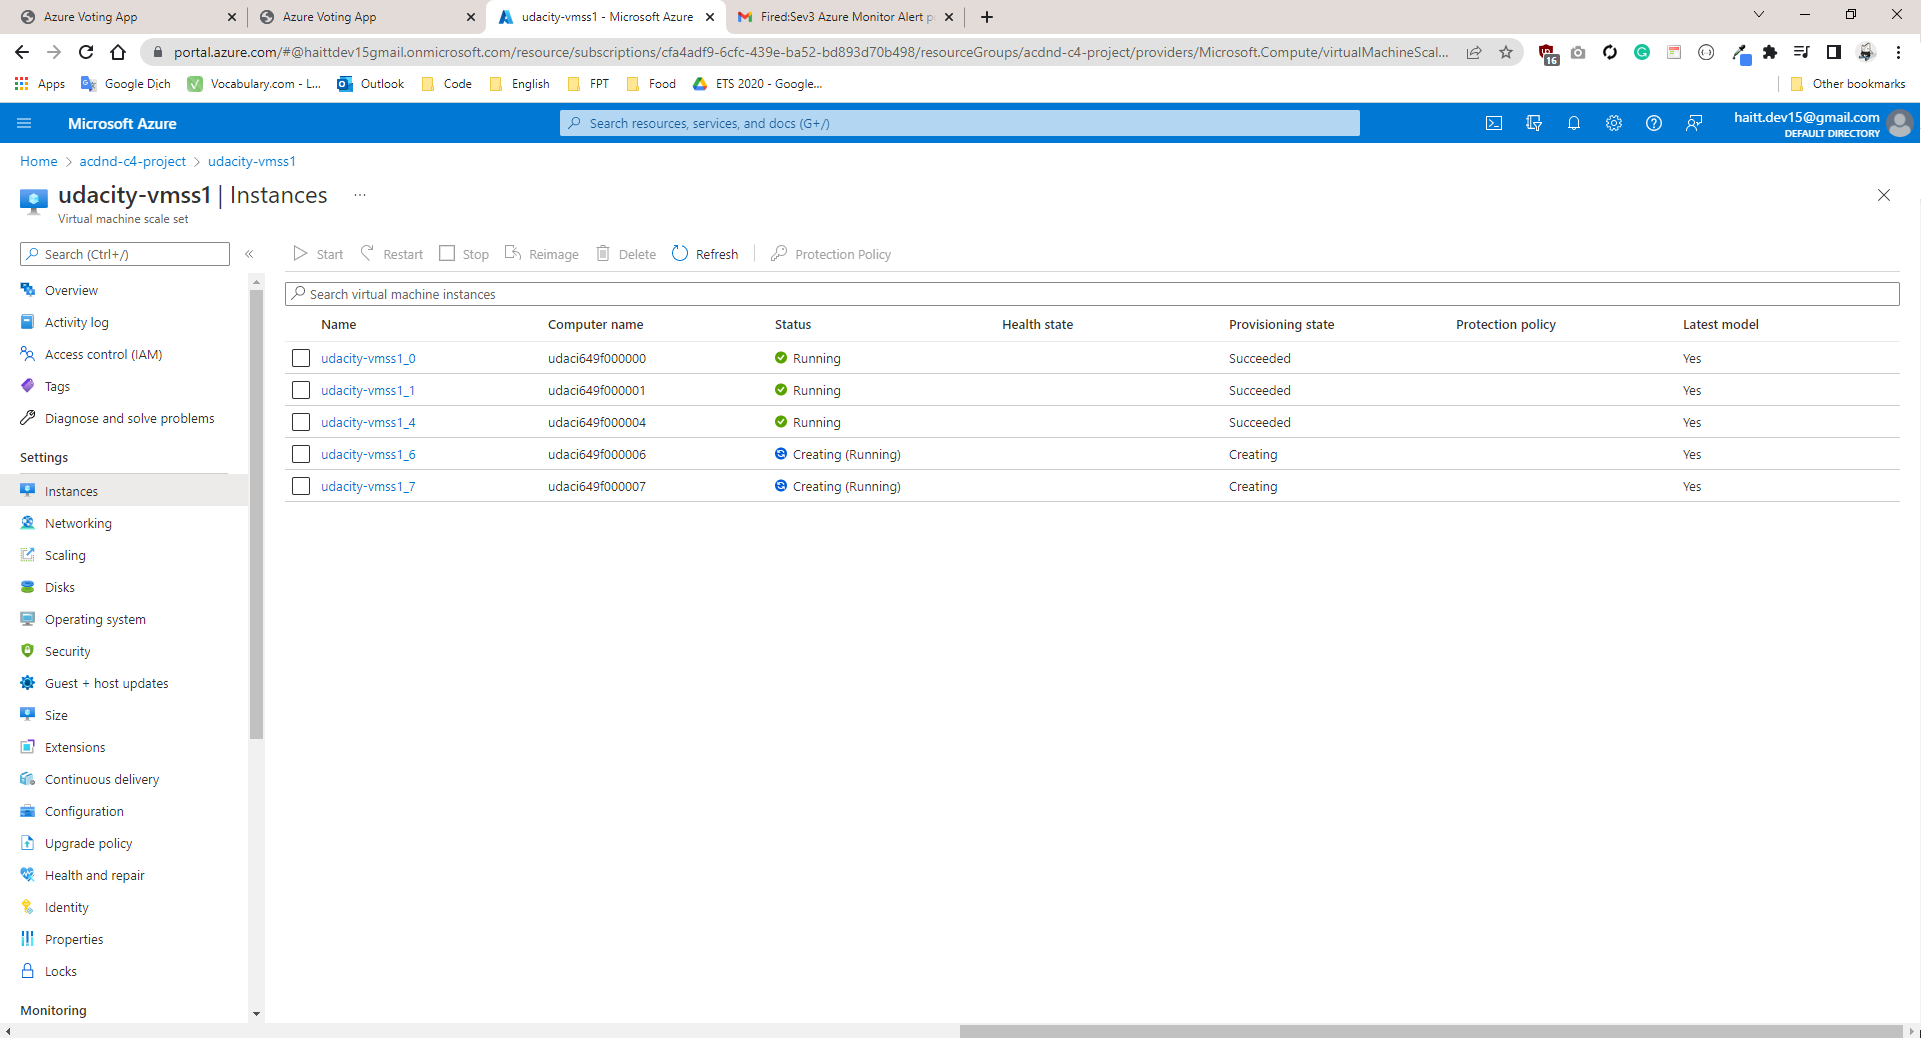 Azure Voting App
Azure Voting App
udacity-vmss1 - Microsoft Azure
Fired:Sev3 Azure Monitor Alert p
portal.azure.com/#@haittdev15gmail.onmicrosoft.com/resource/subscriptions/cfa4adf9-6cfc-439e-ba52-bd893d70b498/resourceGroups/acdnd-c4-project/providers/Microsoft.Compute/virtualMachineScal...
16
Apps
Google Dịch
Vocabulary.com - L...
Outlook
Code
English
FPT
Food
ETS 2020 - Google...
Other bookmarks
Microsoft Azure
Search resources, services, and docs (G+/)
haitt.dev15@gmail.com
DEFAULT DIRECTORY
Home > acdnd-c4-project > udacity-vmss1
udacity-vmss1 | Instances ...
Virtual machine scale set
Search (Ctrl+/)
«
Start Restart Stop Reimage Delete Refresh Protection Policy
Search virtual machine instances
Name Computer name Status Health state Provisioning state Protection policy Latest model
udacity-vmss1_0 udaci649f000000 Running Succeeded Yes
udacity-vmss1_1 udaci649f000001 Running Succeeded Yes
udacity-vmss1_4 udaci649f000004 Running Succeeded Yes
udacity-vmss1_6 udaci649f000006 Creating (Running) Creating Yes
udacity-vmss1_7 udaci649f000007 Creating (Running) Creating Yes
Overview
Activity log
Access control (IAM)
Tags
Diagnose and solve problems
Settings
Instances
Networking
Scaling
Disks
Operating system
Security
Guest + host updates
Size
Extensions
Continuous delivery
Configuration
Upgrade policy
Health and repair
Identity
Properties
Locks
Monitoring